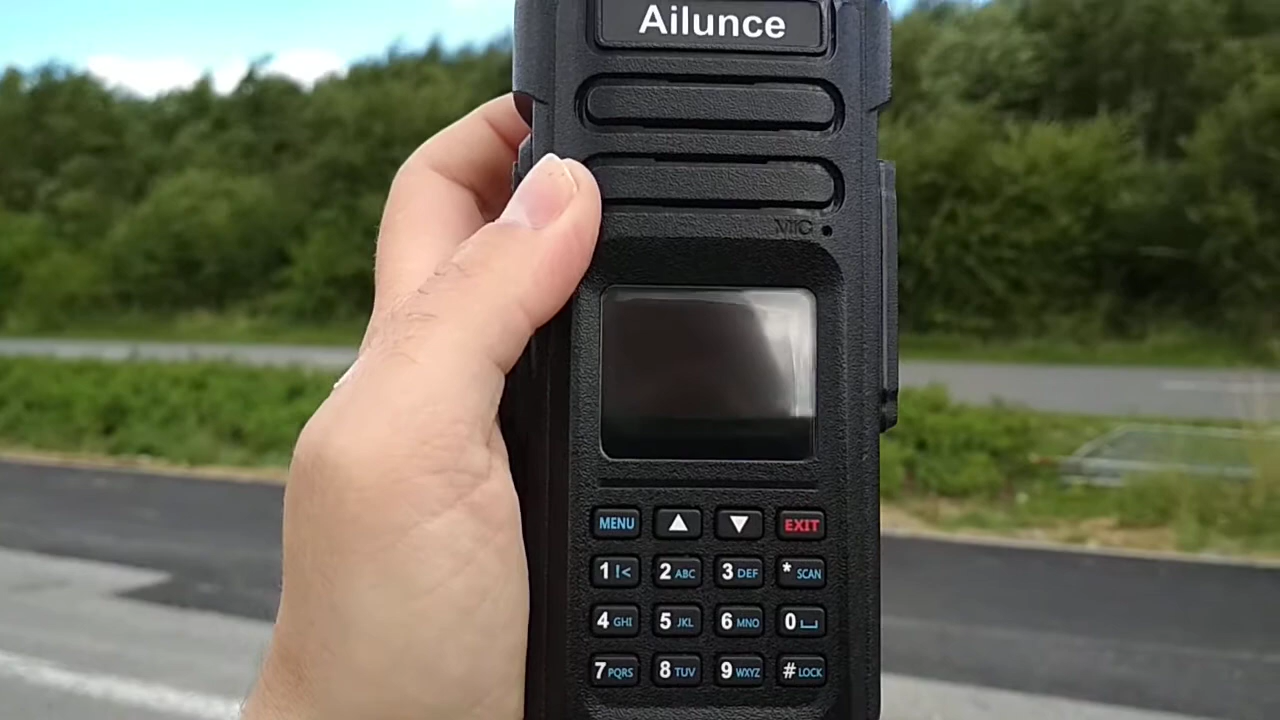 Ailunce
MIC
MENU ▲ ▼ EXIT
1 !< 2 ABC 3 DEF * SCAN
4 GHI 5 JKL 6 MNO 0 ⎵
7 PQRS 8 TUV 9 WXYZ # LOCK